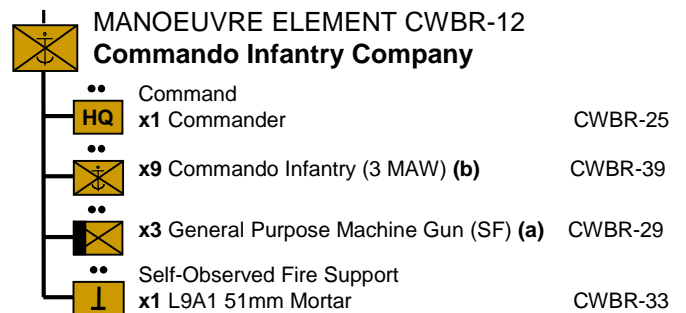 MANOEUVRE ELEMENT CWBR-12
Commando Infantry Company
Command
HQ x1 Commander CWBR-25
x9 Commando Infantry (3 MAW) (b) CWBR-39
x3 General Purpose Machine Gun (SF) (a) CWBR-29
Self-Observed Fire Support
x1 L9A1 51mm Mortar CWBR-33